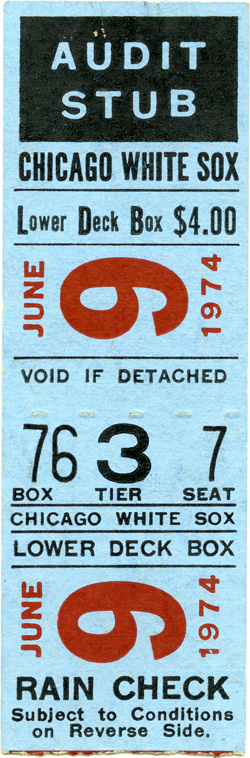 AUDIT
STUB
CHICAGO WHITE SOX
Lower Deck Box $4.00
JUNE 9 1974
VOID IF DETACHED
76 3 7
BOX TIER SEAT
CHICAGO WHITE SOX
LOWER DECK BOX
JUNE 9 1974
RAIN CHECK
Subject to Conditions
on Reverse Side.